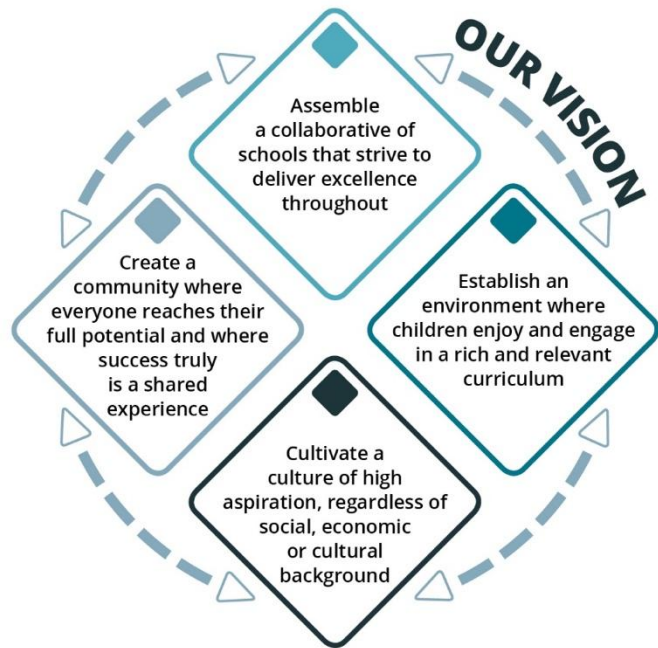 OUR VISION
Assemble
a collaborative of
schools that strive to
deliver excellence
throughout
Create a
community where
everyone reaches their
full potential and where
success truly
is a shared
experience
Establish an
environment where
children enjoy and engage
in a rich and relevant
curriculum
Cultivate a
culture of high
aspiration, regardless of
social, economic
or cultural
background